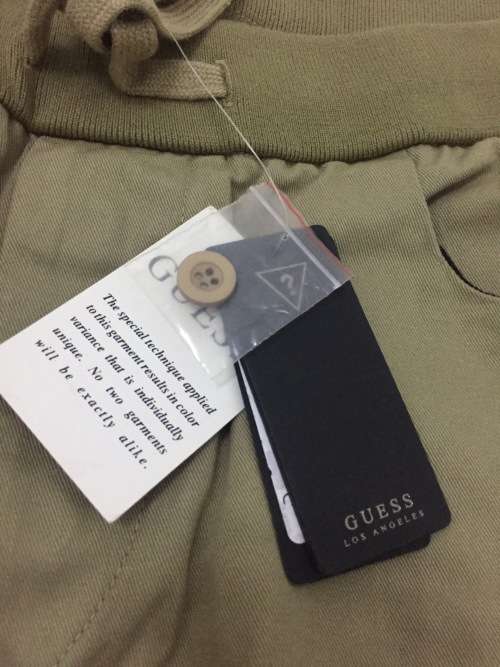 GUESS
?
The special technique applied
to this garment results in color
variance that is individually
unique. No two garments
will be exactly alike.
GUESS
LOS ANGELES